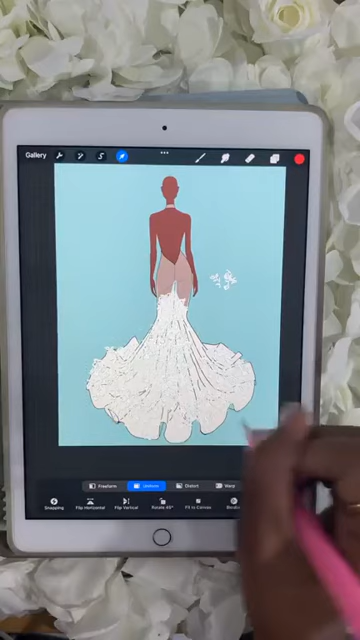 Gallery
Freeform Uniform Distort Warp
Snapping Flip Horizontal Flip Vertical Rotate 45° Fit to Canvas